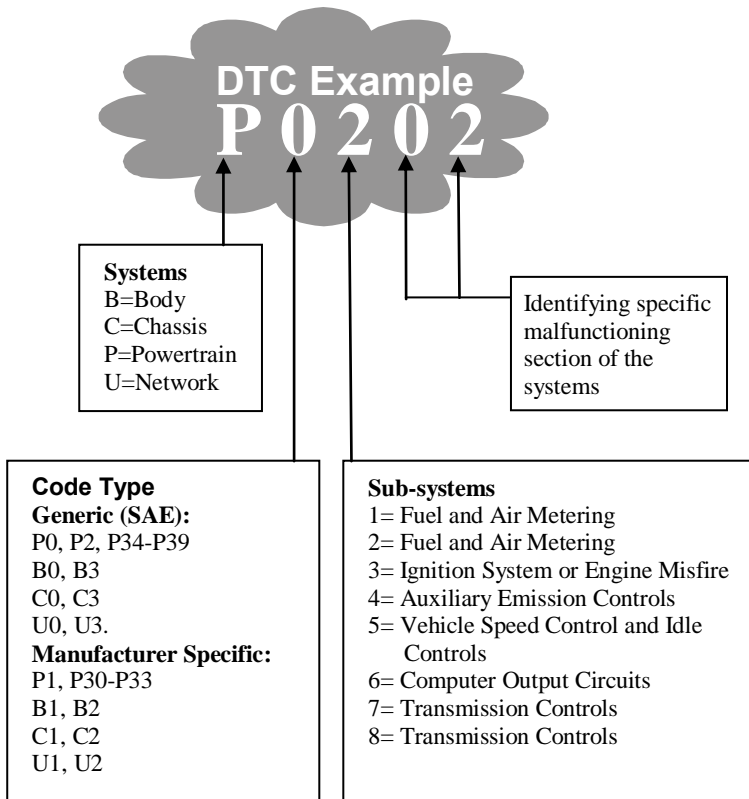 DTC Example
P 0 2 0 2
Systems
B=Body
C=Chassis
P=Powertrain
U=Network
Identifying specific
malfunctioning
section of the
systems
Code Type
Generic (SAE):
P0, P2, P34-P39
B0, B3
C0, C3
U0, U3.
Manufacturer Specific:
P1, P30-P33
B1, B2
C1, C2
U1, U2
Sub-systems
1= Fuel and Air Metering
2= Fuel and Air Metering
3= Ignition System or Engine Misfire
4= Auxiliary Emission Controls
5= Vehicle Speed Control and Idle
Controls
6= Computer Output Circuits
7= Transmission Controls
8= Transmission Controls